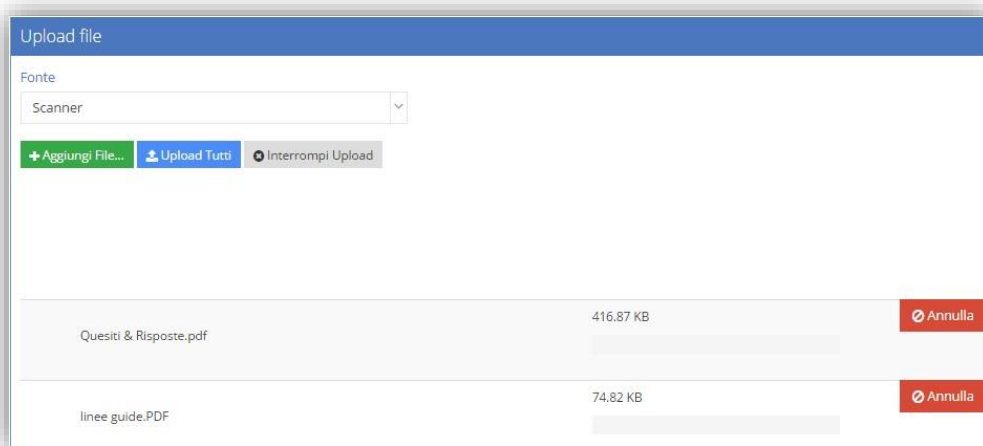 Upload file
Fonte
Scanner
Aggiungi File... Upload Tutti Interrompi Upload
416.87 KB Annulla
Quesiti & Risposte.pdf
74.82 KB Annulla
linee guide.PDF